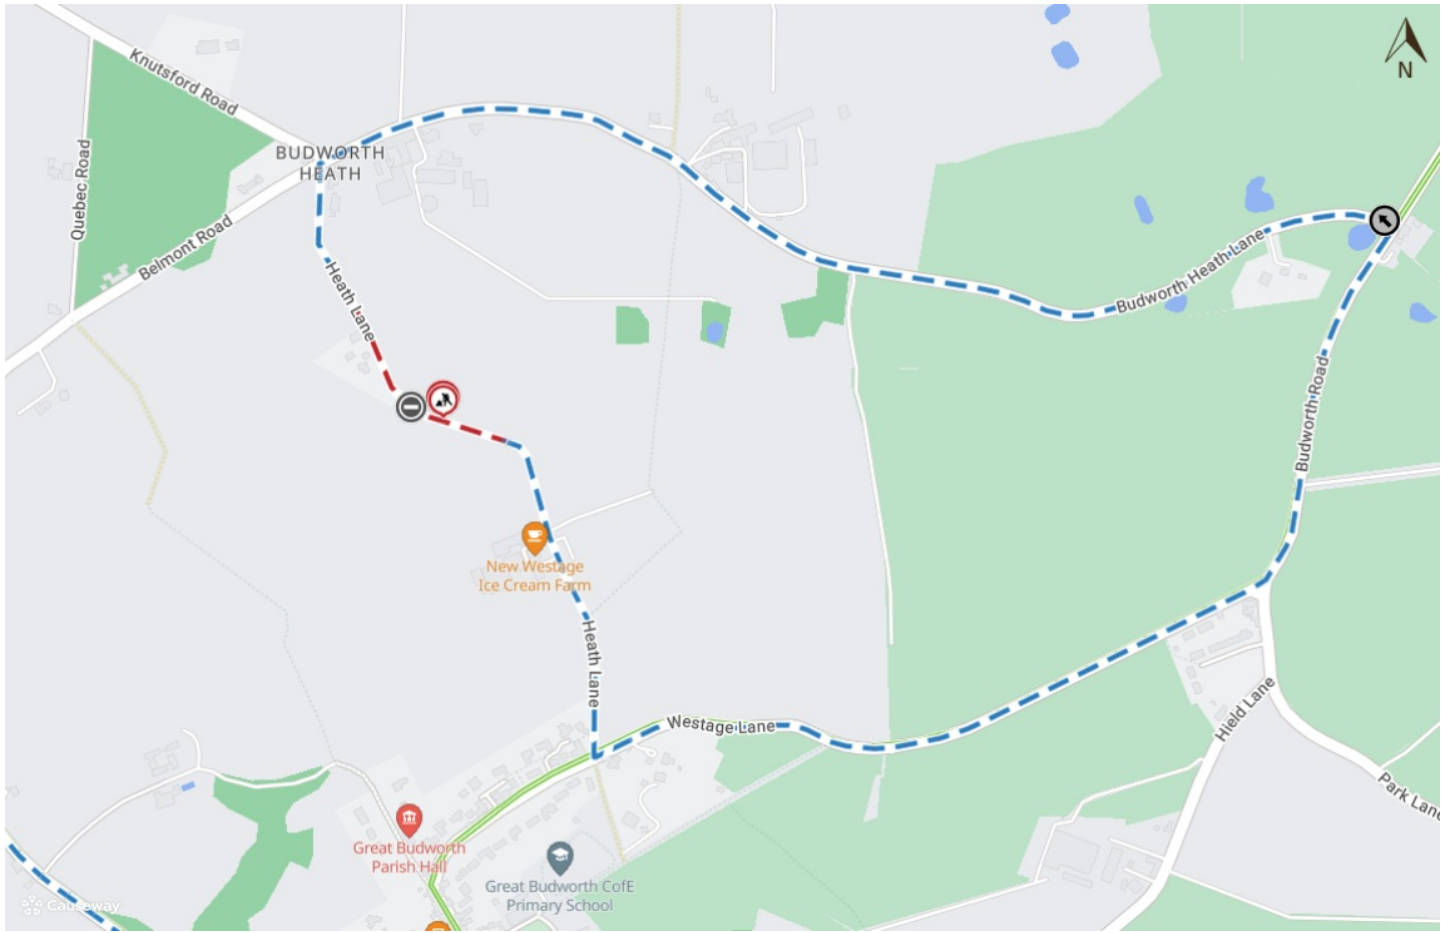 Knutsford Road
N
BUDWORTH
HEATH
Quebec Road
Belmont Road
Heath Lane
Budworth Heath Lane
Budworth Road
New Westage
Ice Cream Farm
Heath Lane
Westage Lane
Hield Lane
Park Lane
Great Budworth
Parish Hall
Great Budworth CofE
Primary School
Causeway